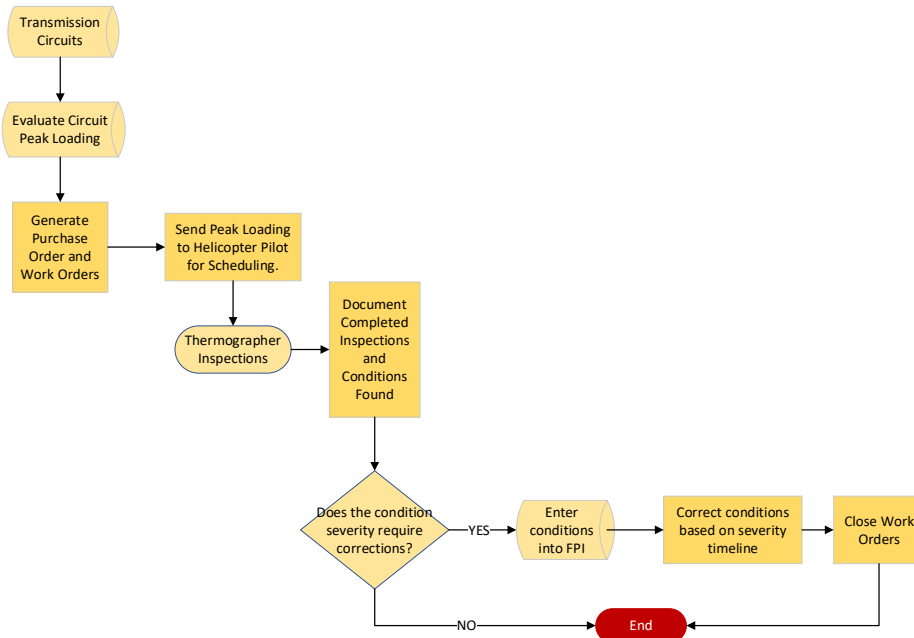 Transmission
Circuits
Evaluate Circuit
Peak Loading
Generate
Purchase
Order and
Work Orders
Send Peak Loading
to Helicopter Pilot
for Scheduling.
Thermographer
Inspections
Document
Completed
Inspections
and
Conditions
Found
Does the condition
severity require
corrections?
YES
Enter
conditions
into FPI
Correct conditions
based on severity
timeline
Close Work
Orders
NO
End